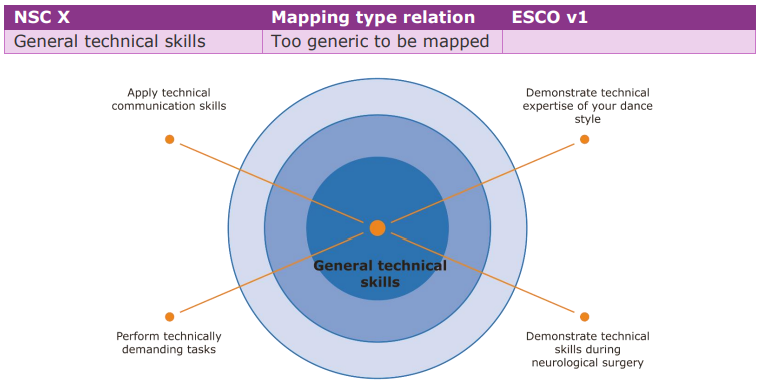 NSC X Mapping type relation ESCO v1
General technical skills Too generic to be mapped
Apply technical
communication skills
Demonstrate technical
expertise of your dance
style
General technical
skills
Perform technically
demanding tasks
Demonstrate technical
skills during
neurological surgery